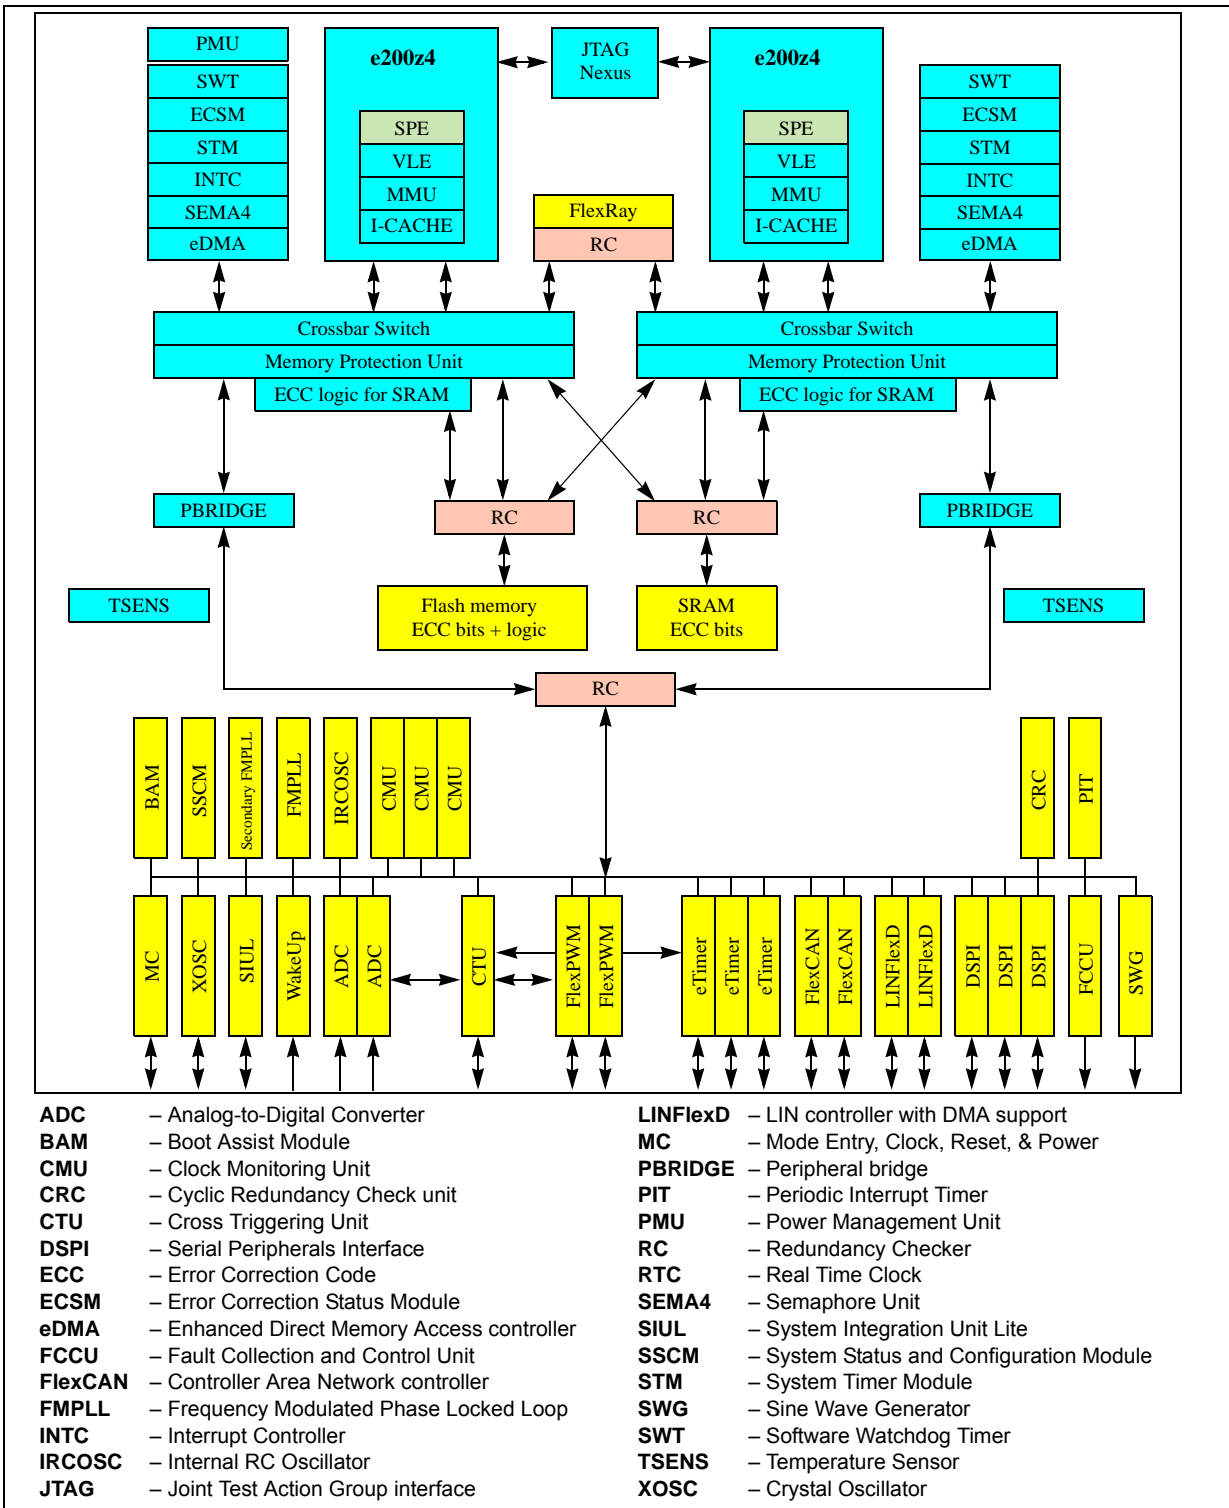 PMU
SWT
ECSM
STM
INTC
SEMA4
eDMA
e200z4
SPE
VLE
MMU
I-CACHE
JTAG
Nexus
FlexRay
RC
e200z4
SPE
VLE
MMU
I-CACHE
SWT
ECSM
STM
INTC
SEMA4
eDMA
Crossbar Switch
Memory Protection Unit
ECC logic for SRAM
Crossbar Switch
Memory Protection Unit
ECC logic for SRAM
PBRIDGE
RC
RC
PBRIDGE
TSENS
Flash memory
ECC bits + logic
SRAM
ECC bits
TSENS
RC
BAM
SSCM
Secondary FMPLL
FMPLL
IRCOSC
CMU
CMU
CMU
CRC
PIT
MC
XOSC
SIUL
WakeUp
ADC
ADC
CTU
FlexPWM
FlexPWM
eTimer
eTimer
eTimer
FlexCAN
FlexCAN
LINFlexD
LINFlexD
DSPI
DSPI
DSPI
FCCU
SWG
ADC – Analog-to-Digital Converter
BAM – Boot Assist Module
CMU – Clock Monitoring Unit
CRC – Cyclic Redundancy Check unit
CTU – Cross Triggering Unit
DSPI – Serial Peripherals Interface
ECC – Error Correction Code
ECSM – Error Correction Status Module
eDMA – Enhanced Direct Memory Access controller
FCCU – Fault Collection and Control Unit
FlexCAN – Controller Area Network controller
FMPLL – Frequency Modulated Phase Locked Loop
INTC – Interrupt Controller
IRCOSC – Internal RC Oscillator
JTAG – Joint Test Action Group interface
LINFlexD – LIN controller with DMA support
MC – Mode Entry, Clock, Reset, & Power
PBRIDGE – Peripheral bridge
PIT – Periodic Interrupt Timer
PMU – Power Management Unit
RC – Redundancy Checker
RTC – Real Time Clock
SEMA4 – Semaphore Unit
SIUL – System Integration Unit Lite
SSCM – System Status and Configuration Module
STM – System Timer Module
SWG – Sine Wave Generator
SWT – Software Watchdog Timer
TSENS – Temperature Sensor
XOSC – Crystal Oscillator